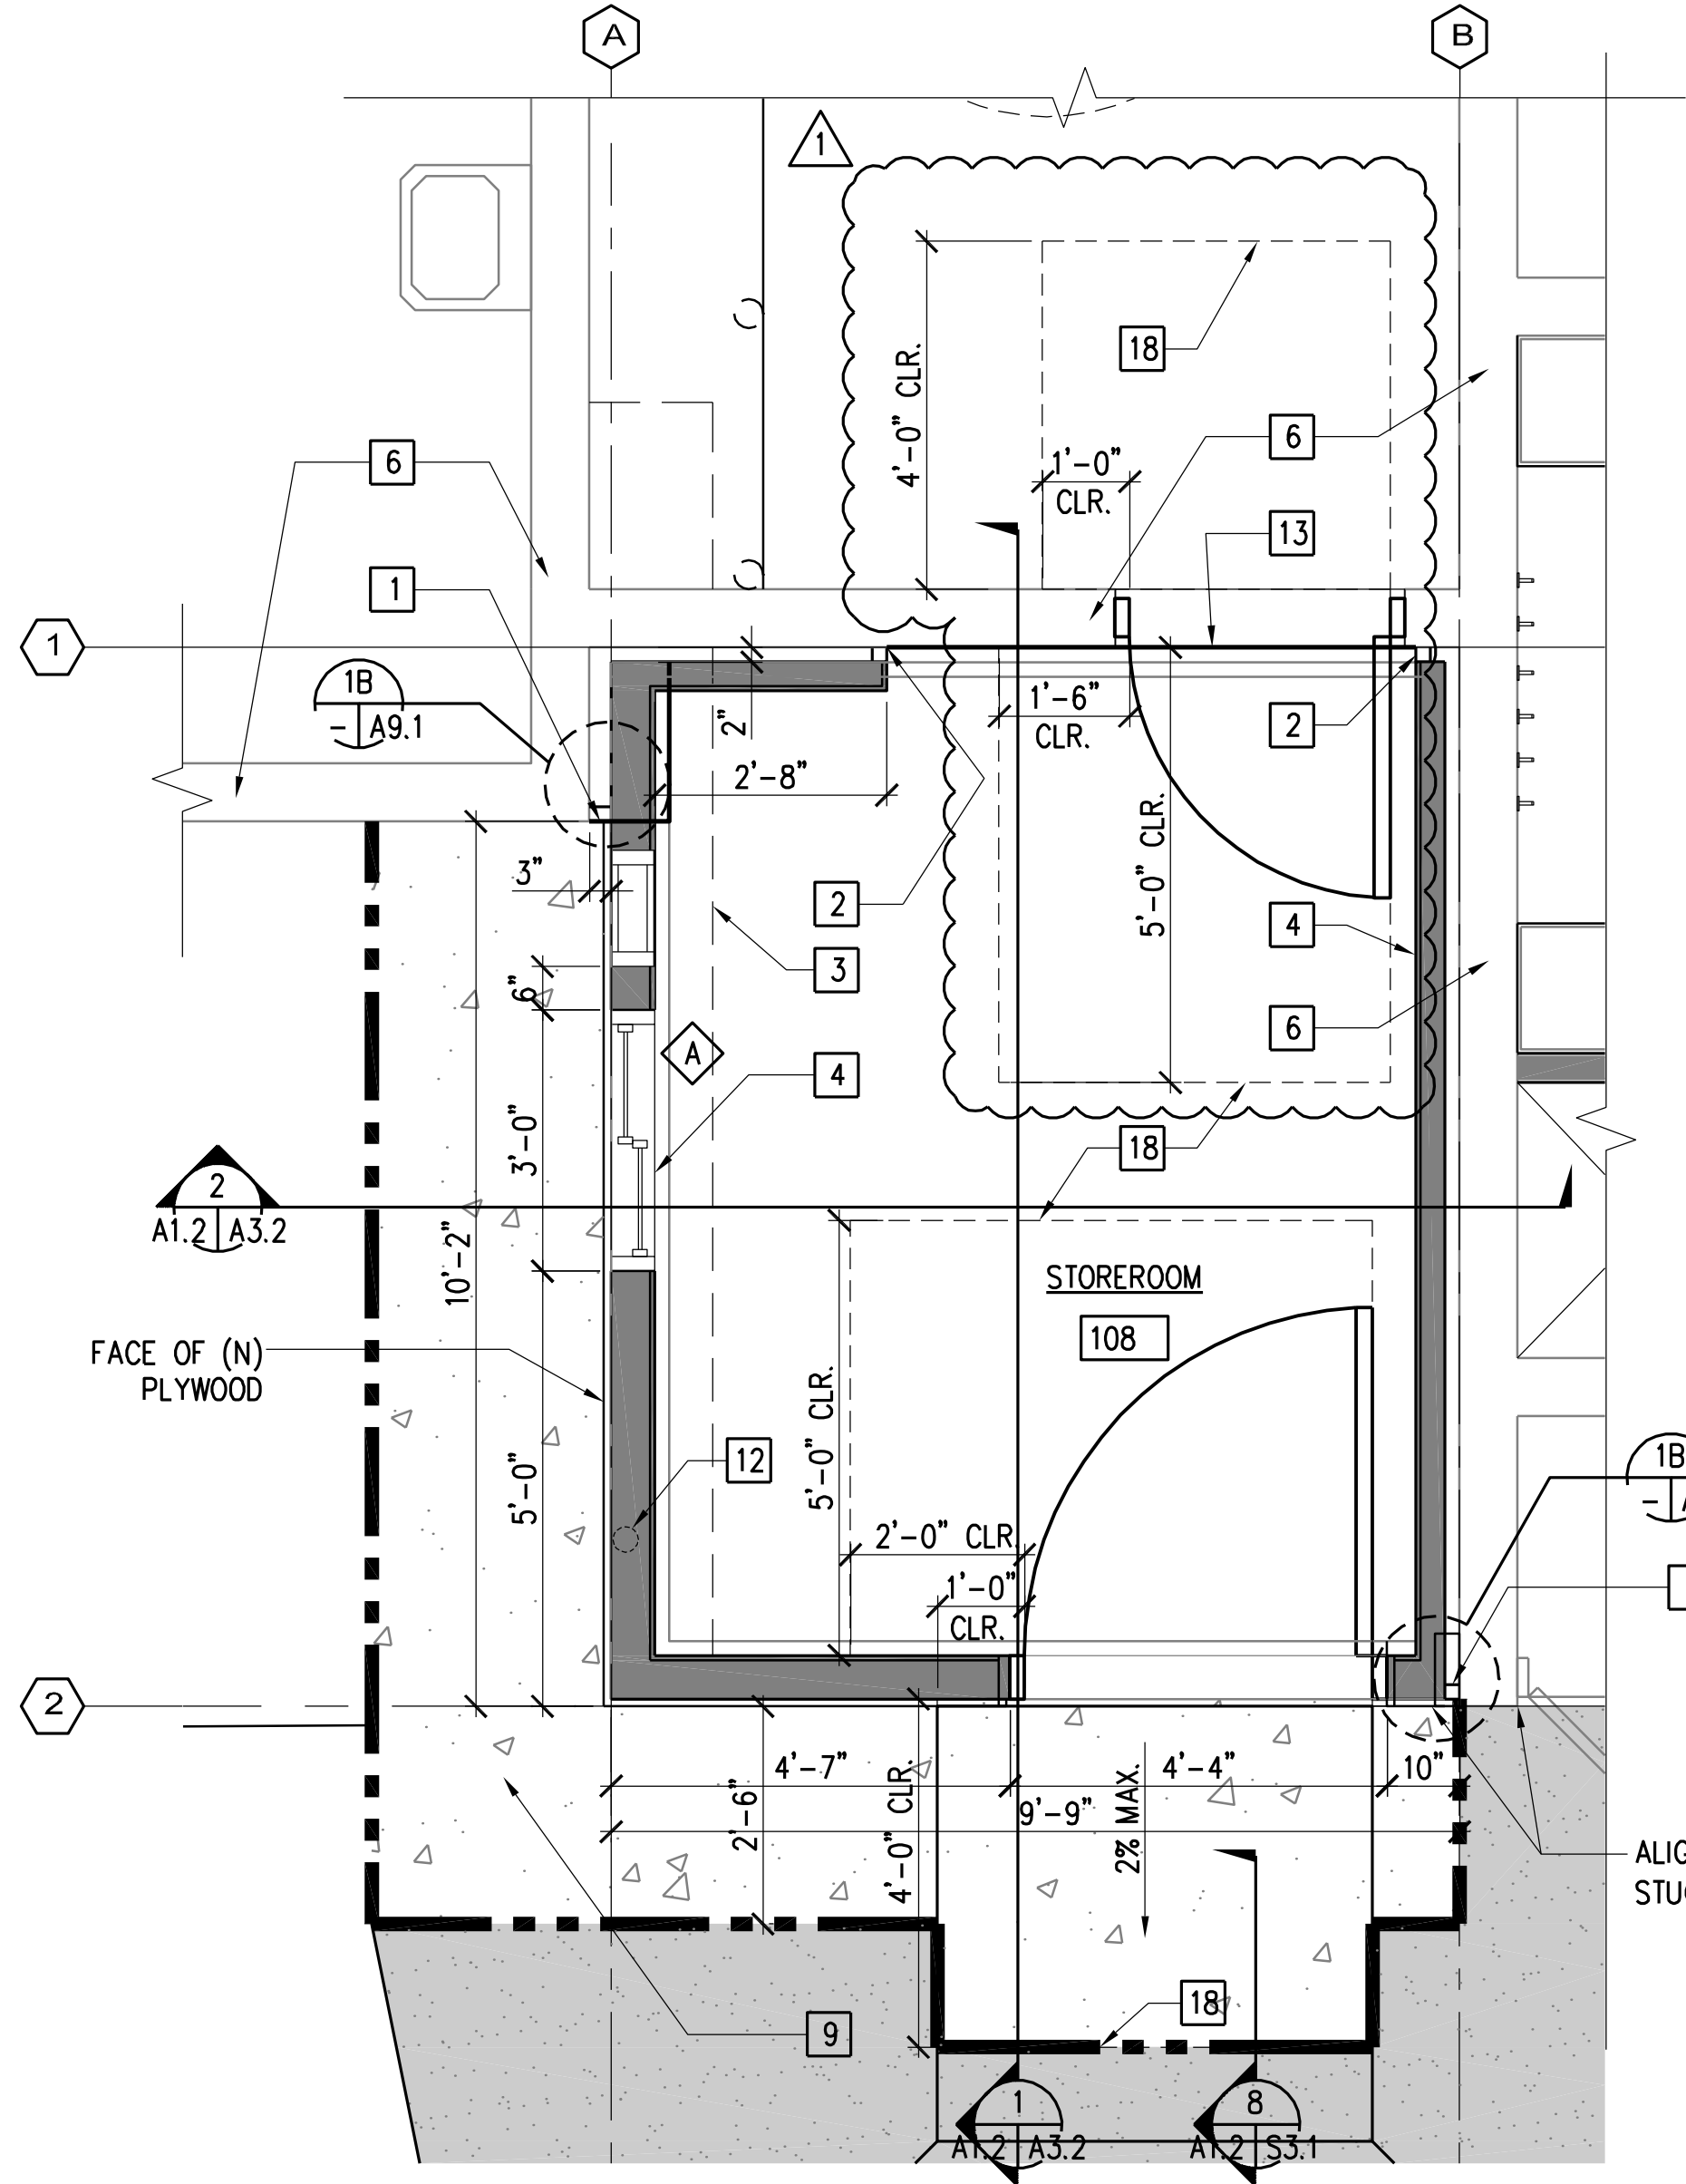 A
B
1
18
4'-0" CLR.
6
1'-0"
CLR.
6
13
1
1
1B
- A9.1
2"
1'-6"
CLR.
2
2'-8"
3"
5'-0" CLR.
2
4
3
6"
6
A
4
3'-0"
18
2
A1.2 A3.2
10'-2"
STOREROOM
108
FACE OF (N)
PLYWOOD
5'-0" CLR.
12
1B
-
5'-0"
2'-0" CLR.
1'-0"
CLR.
2
4'-7"
4'-4"
10"
2'-6"
4'-0" CLR.
9'-9"
2% MAX.
18
9
1
A1.2 A3.2
8
A1.2 S3.1